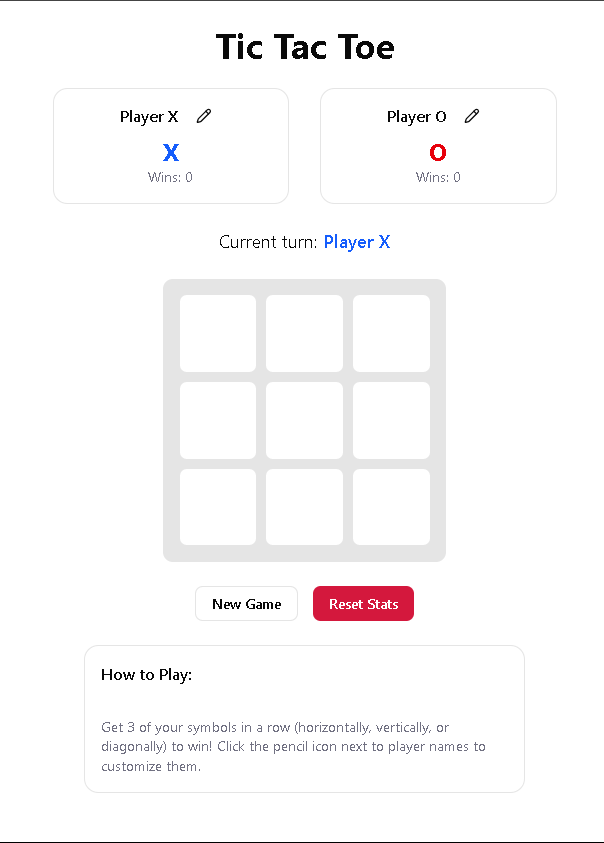 Tic Tac Toe
Player X
X
Wins: 0
Player O
O
Wins: 0
Current turn: Player X
New Game
Reset Stats
How to Play:
Get 3 of your symbols in a row (horizontally, vertically, or
diagonally) to win! Click the pencil icon next to player names to
customize them.